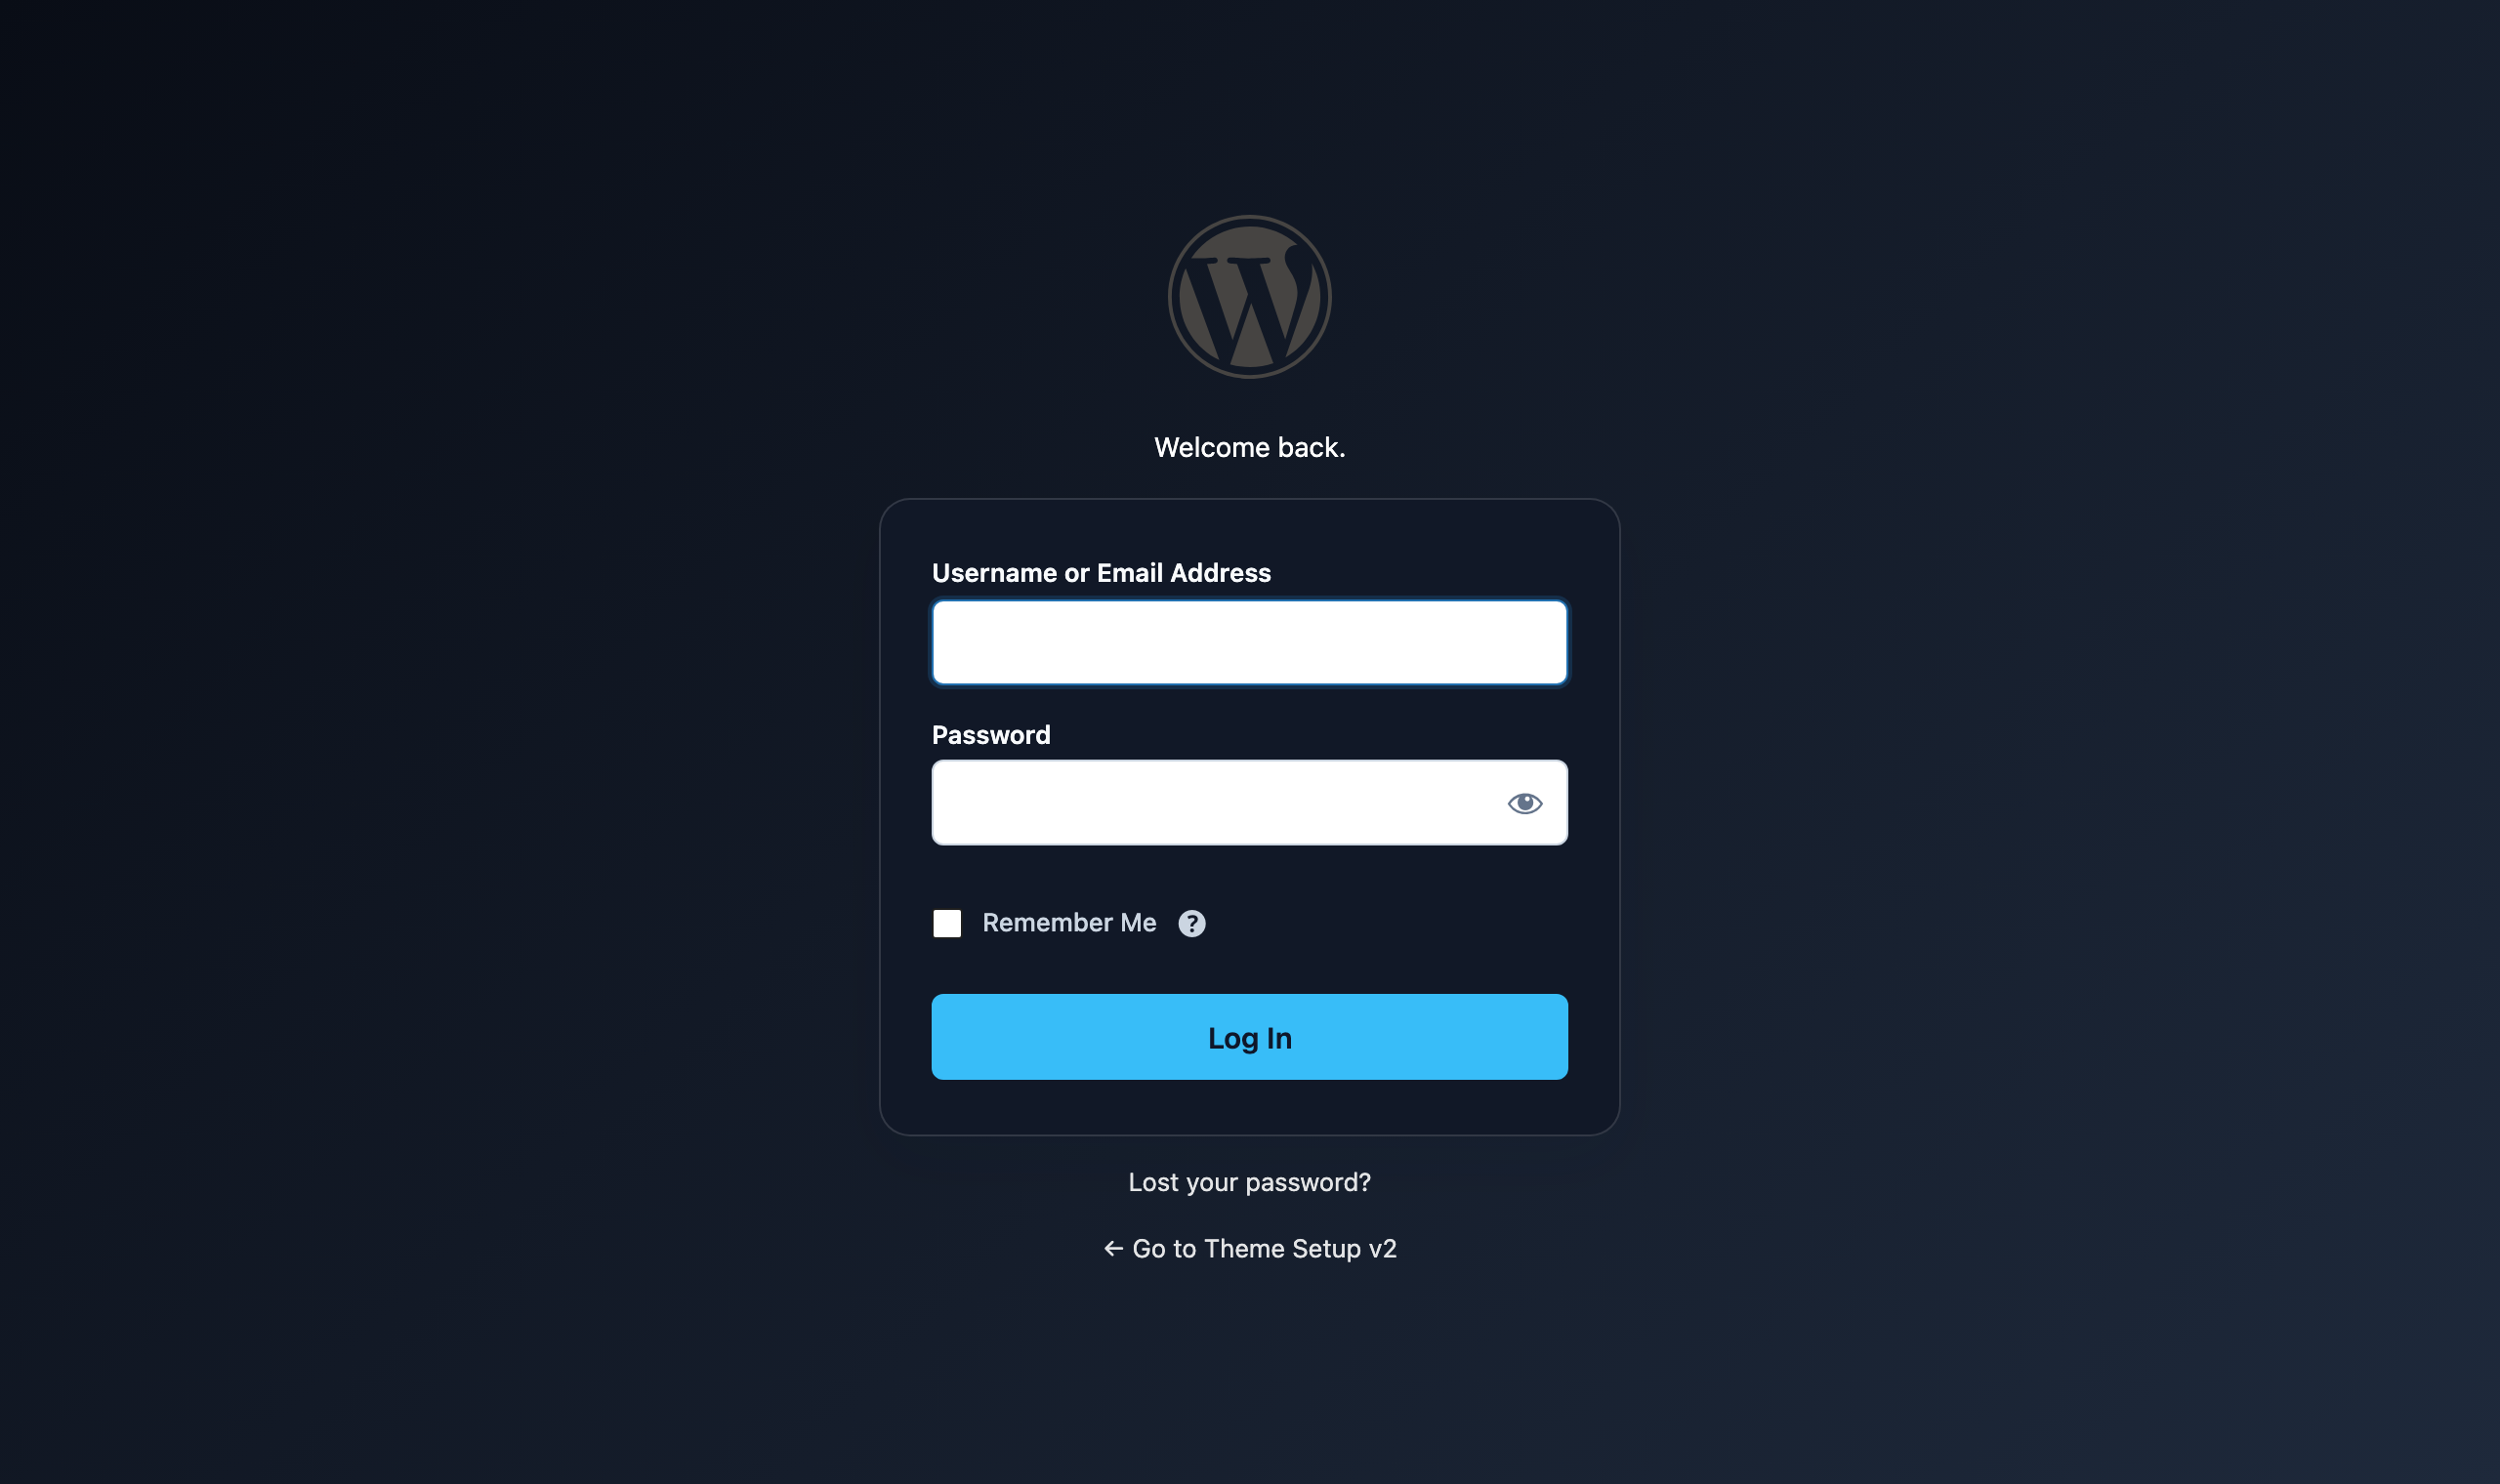 Welcome back.
Username or Email Address
Password
Remember Me ?
Log In
Lost your password?
← Go to Theme Setup v2